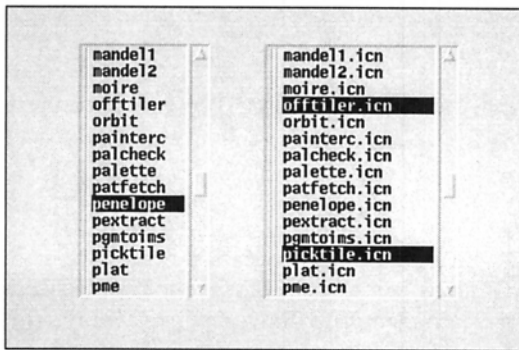 mandel1
mandel2
moire
offtiler
orbit
painterc
palcheck
palette
patfetch
penelope
pextract
pgmtoims
picktile
plat
pme
mandel1.icn
mandel2.icn
moire.icn
offtiler.icn
orbit.icn
painterc.icn
palcheck.icn
palette.icn
patfetch.icn
penelope.icn
pextract.icn
pgmtoims.icn
picktile.icn
plat.icn
pme.icn